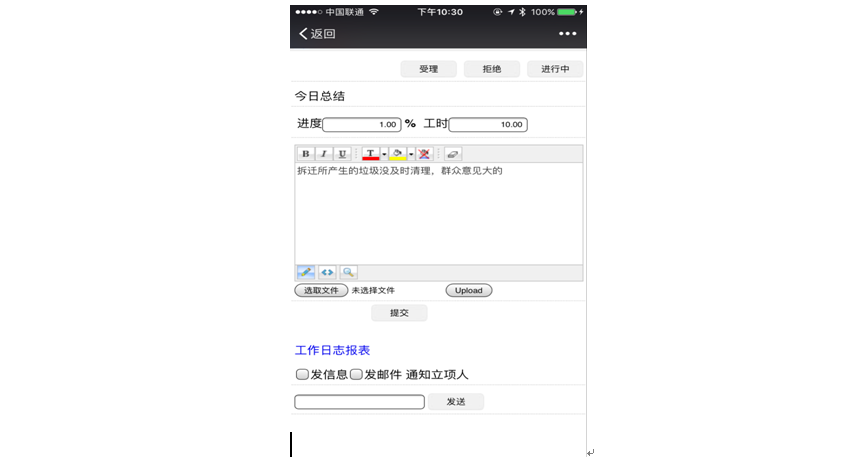 中国联通 下午10:30 100%
返回
受理 拒绝 进行中
今日总结
进度 1.00 % 工时 10.00
B I U T
拆迁所产生的垃圾没及时清理，群众意见大的
选取文件 未选择文件 Upload
提交
工作日志报表
发信息 发邮件 通知立项人
发送